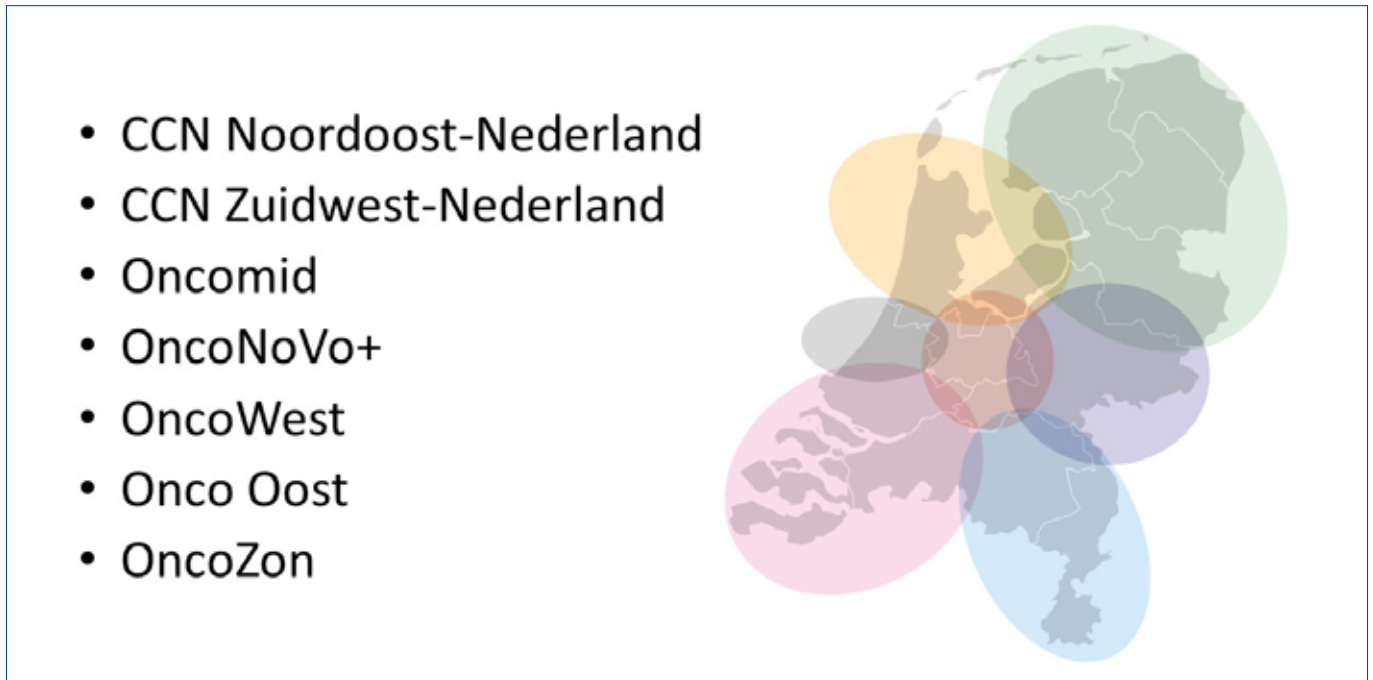 • CCN Noordoost-Nederland
• CCN Zuidwest-Nederland
• Oncomid
• OncoNoVo+
• OncoWest
• Onco Oost
• OncoZon